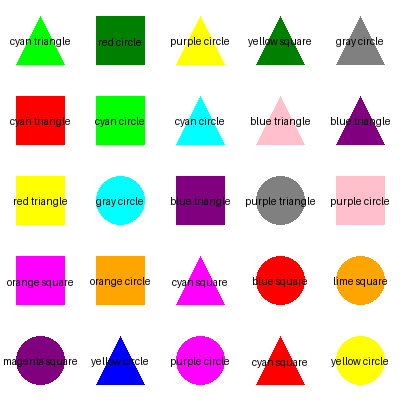 cyan triangle red circle purple circle yellow square gray circle
cyan triangle cyan circle cyan circle blue triangle blue triangle
red triangle gray circle blue triangle purple triangle purple circle
orange square orange circle cyan square blue square lime square
magenta square yellow circle purple circle cyan square yellow circle